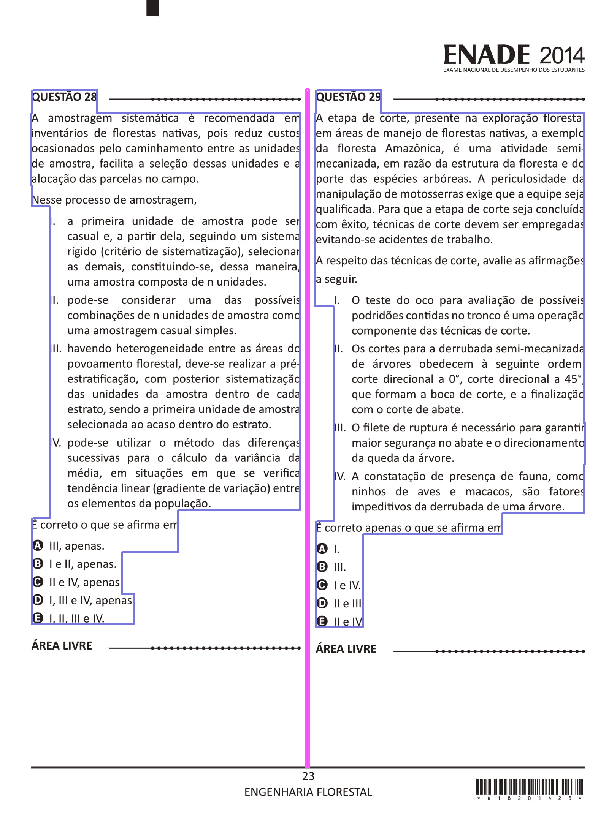 ENADE 2014
EXAME NACIONAL DE DESEMPENHO DOS ESTUDANTES
QUESTÃO 28
A amostragem sistemática é recomendada em
inventários de florestas nativas, pois reduz custos
ocasionados pelo caminhamento entre as unidades
de amostra, facilita a seleção dessas unidades e a
alocação das parcelas no campo.
Nesse processo de amostragem,
I. a primeira unidade de amostra pode ser
casual e, a partir dela, seguindo um sistema
rígido (critério de sistematização), selecionar
as demais, constituindo-se, dessa maneira,
uma amostra composta de n unidades.
II. pode-se considerar uma das possíveis
combinações de n unidades de amostra como
uma amostragem casual simples.
III. havendo heterogeneidade entre as áreas do
povoamento florestal, deve-se realizar a pré-
estratificação, com posterior sistematização
das unidades da amostra dentro de cada
estrato, sendo a primeira unidade de amostra
selecionada ao acaso dentro do estrato.
IV. pode-se utilizar o método das diferenças
sucessivas para o cálculo da variância da
média, em situações em que se verifica
tendência linear (gradiente de variação) entre
os elementos da população.
É correto o que se afirma em
A III, apenas.
B I e II, apenas.
C II e IV, apenas
D I, III e IV, apenas
E I, II, III e IV.
ÁREA LIVRE
QUESTÃO 29
A etapa de corte, presente na exploração florestal
em áreas de manejo de florestas nativas, a exemplo
da floresta Amazônica, é uma atividade semi-
mecanizada, em razão da estrutura da floresta e do
porte das espécies arbóreas. A periculosidade da
manipulação de motosserras exige que a equipe seja
qualificada. Para que a etapa de corte seja concluída
com êxito, técnicas de corte devem ser empregadas
evitando-se acidentes de trabalho.
A respeito das técnicas de corte, avalie as afirmações
a seguir.
I. O teste do oco para avaliação de possíveis
podridões contidas no tronco é uma operação
componente das técnicas de corte.
II. Os cortes para a derrubada semi-mecanizada
de árvores obedecem à seguinte ordem:
corte direcional a 0°, corte direcional a 45°,
que formam a boca de corte, e a finalização
com o corte de abate.
III. O filete de ruptura é necessário para garantir
maior segurança no abate e o direcionamento
da queda da árvore.
IV. A constatação de presença de fauna, como
ninhos de aves e macacos, são fatores
impeditivos da derrubada de uma árvore.
É correto apenas o que se afirma em
A I.
B III.
C I e IV.
D II e III
E II e IV
ÁREA LIVRE
23
ENGENHARIA FLORESTAL